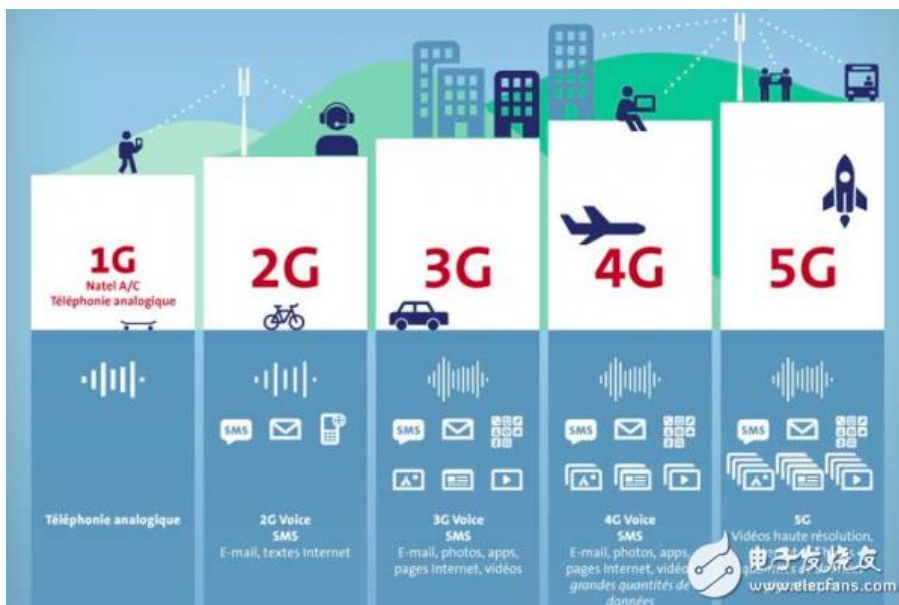 1G
Natel A/C
Téléphonie analogique
2G
3G
4G
5G
SMS
SMS
SMS
SMS
Téléphonie analogique
2G Voice
SMS
E-mail, textes Internet
3G Voice
SMS
E-mail, photos, apps,
pages Internet, vidéos
4G Voice
SMS
E-mail, photos, apps,
pages Internet, vidéos
grandes quantités de
données
5G
Vidéos haute résolution,
电子发烧友
www.elecfans.com